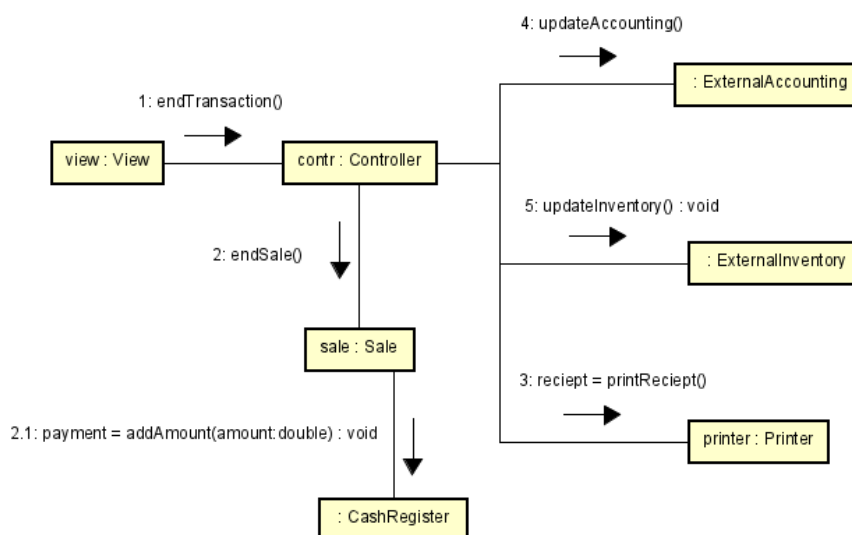 4: updateAccounting()
: ExternalAccounting
1: endTransaction()
view : View
contr : Controller
5: updateInventory() : void
2: endSale()
: ExternalInventory
sale : Sale
3: reciept = printReciept()
2.1: payment = addAmount(amount:double) : void
printer : Printer
: CashRegister